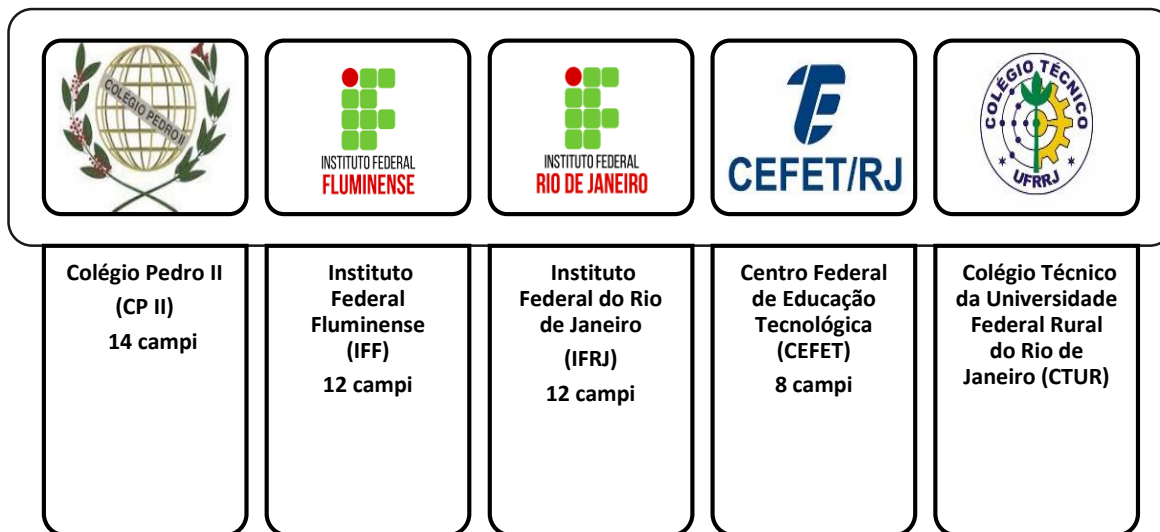 COLÉGIO PEDRO II
INSTITUTO FEDERAL
FLUMINENSE
INSTITUTO FEDERAL
RIO DE JANEIRO
CEFET/RJ
COLÉGIO TÉCNICO
UFRRJ
Colégio Pedro II
(CP II)
14 campi
Instituto
Federal
Fluminense
(IFF)
12 campi
Instituto
Federal do Rio
de Janeiro
(IFRJ)
12 campi
Centro Federal
de Educação
Tecnológica
(CEFET)
8 campi
Colégio Técnico
da Universidade
Federal Rural
do Rio de
Janeiro (CTUR)